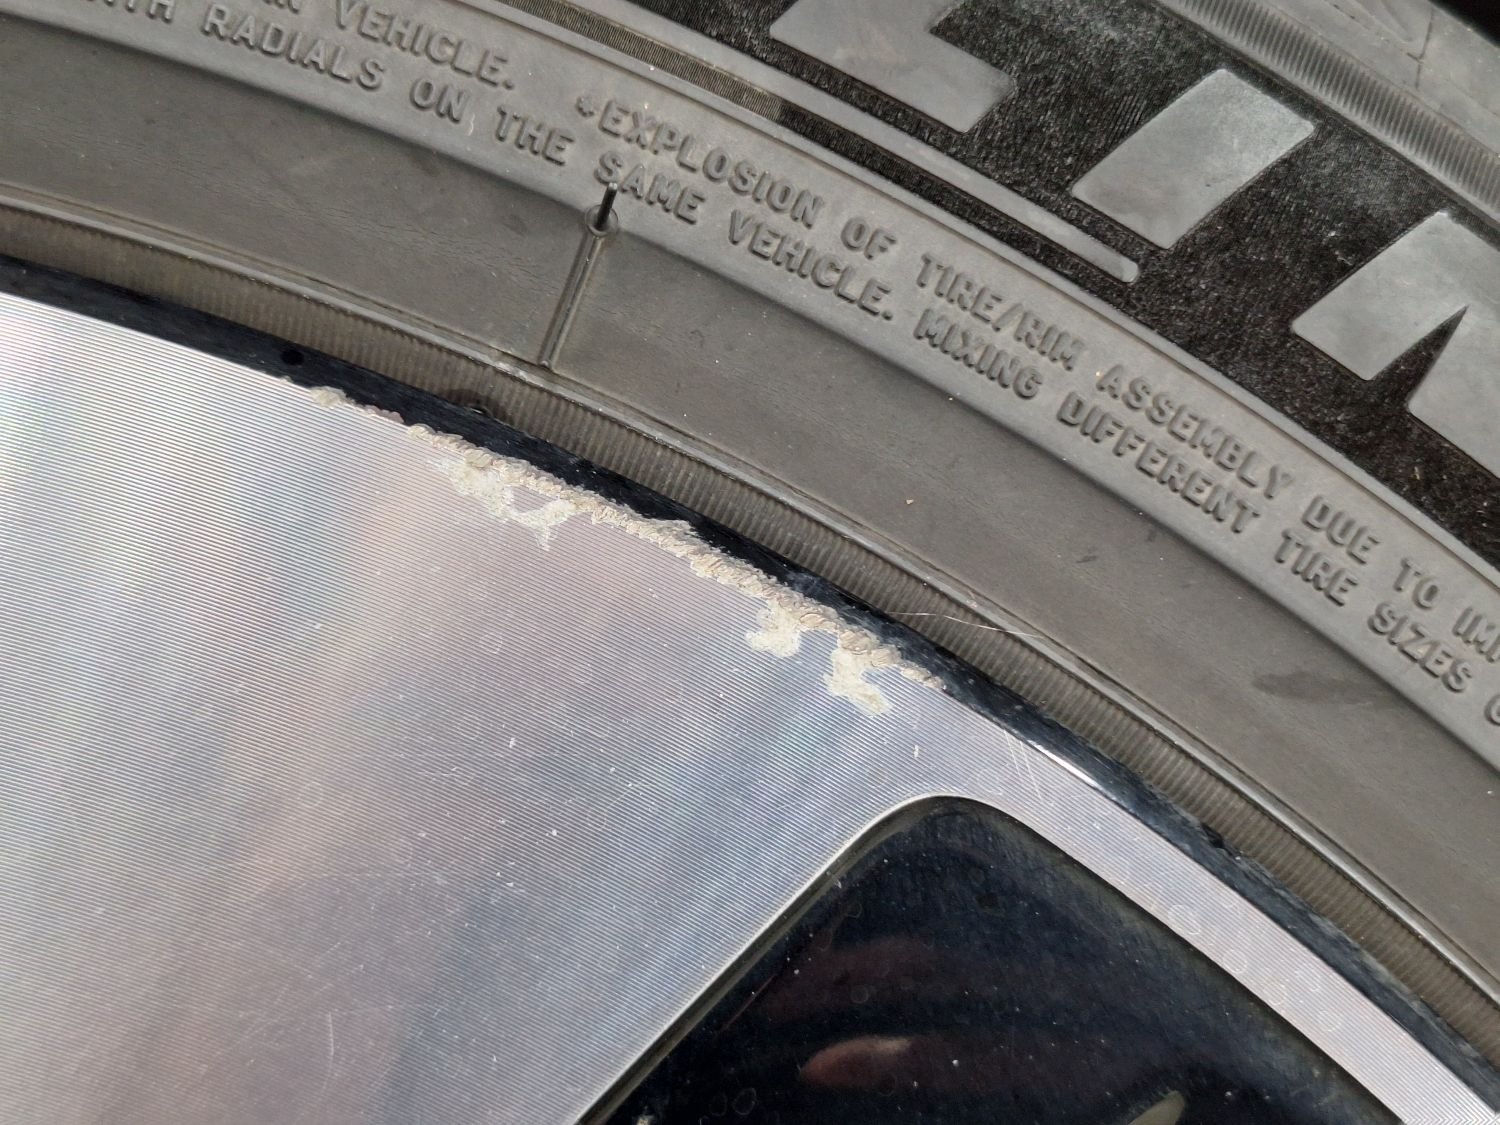 VEHICLE. *EXPLOSION OF TIRE/RIM ASSEMBLY DUE TO
RADIALS ON THE SAME VEHICLE. MIXING DIFFERENT TIRE SIZES